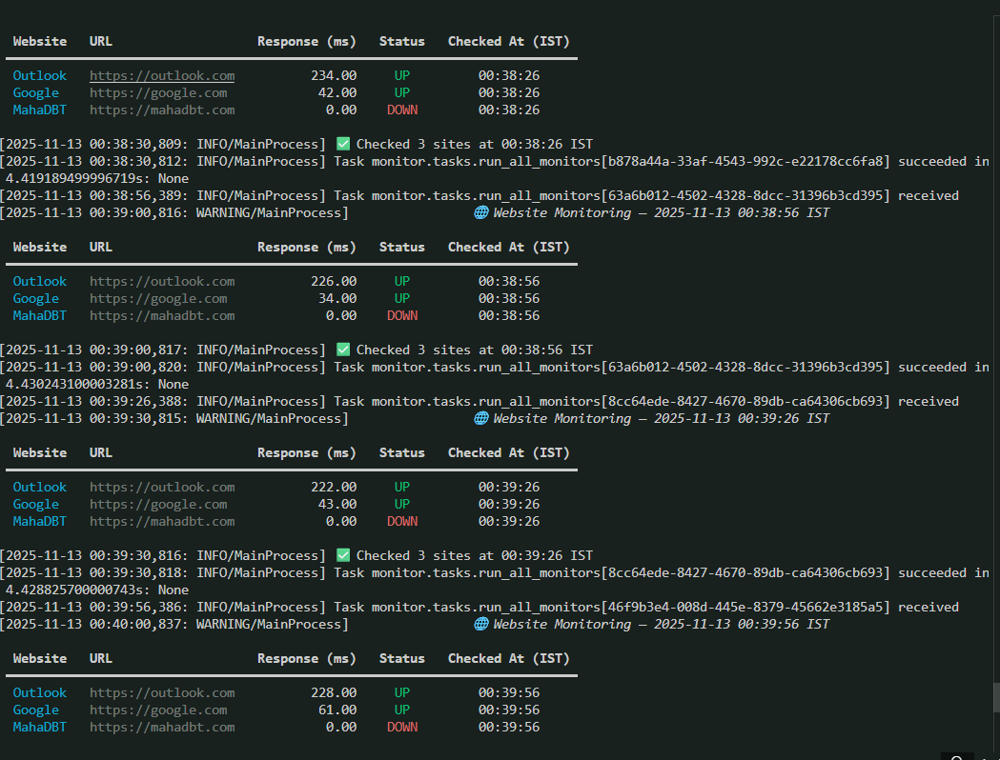 Website URL Response (ms) Status Checked At (IST)
Outlook https://outlook.com 234.00 UP 00:38:26
Google https://google.com 42.00 UP 00:38:26
MahaDBT https://mahadbt.com 0.00 DOWN 00:38:26
[2025-11-13 00:38:30,809: INFO/MainProcess] ✅ Checked 3 sites at 00:38:26 IST
[2025-11-13 00:38:30,812: INFO/MainProcess] Task monitor.tasks.run_all_monitors[b878a44a-33af-4543-992c-e22178cc6fa8] succeeded in
4.419189499996719s: None
[2025-11-13 00:38:56,389: INFO/MainProcess] Task monitor.tasks.run_all_monitors[63a6b012-4502-4328-8dcc-31396b3cd395] received
[2025-11-13 00:39:00,816: WARNING/MainProcess] 🌐 Website Monitoring — 2025-11-13 00:38:56 IST
Website URL Response (ms) Status Checked At (IST)
Outlook https://outlook.com 226.00 UP 00:38:56
Google https://google.com 34.00 UP 00:38:56
MahaDBT https://mahadbt.com 0.00 DOWN 00:38:56
[2025-11-13 00:39:00,817: INFO/MainProcess] ✅ Checked 3 sites at 00:38:56 IST
[2025-11-13 00:39:00,820: INFO/MainProcess] Task monitor.tasks.run_all_monitors[63a6b012-4502-4328-8dcc-31396b3cd395] succeeded in
4.430243100003281s: None
[2025-11-13 00:39:26,388: INFO/MainProcess] Task monitor.tasks.run_all_monitors[8cc64ede-8427-4670-89db-ca64306cb693] received
[2025-11-13 00:39:30,815: WARNING/MainProcess] 🌐 Website Monitoring — 2025-11-13 00:39:26 IST
Website URL Response (ms) Status Checked At (IST)
Outlook https://outlook.com 222.00 UP 00:39:26
Google https://google.com 43.00 UP 00:39:26
MahaDBT https://mahadbt.com 0.00 DOWN 00:39:26
[2025-11-13 00:39:30,816: INFO/MainProcess] ✅ Checked 3 sites at 00:39:26 IST
[2025-11-13 00:39:30,818: INFO/MainProcess] Task monitor.tasks.run_all_monitors[8cc64ede-8427-4670-89db-ca64306cb693] succeeded in
4.428825700000743s: None
[2025-11-13 00:39:56,386: INFO/MainProcess] Task monitor.tasks.run_all_monitors[46f9b3e4-008d-445e-8379-45662e3185a5] received
[2025-11-13 00:40:00,837: WARNING/MainProcess] 🌐 Website Monitoring — 2025-11-13 00:39:56 IST
Website URL Response (ms) Status Checked At (IST)
Outlook https://outlook.com 228.00 UP 00:39:56
Google https://google.com 61.00 UP 00:39:56
MahaDBT https://mahadbt.com 0.00 DOWN 00:39:56